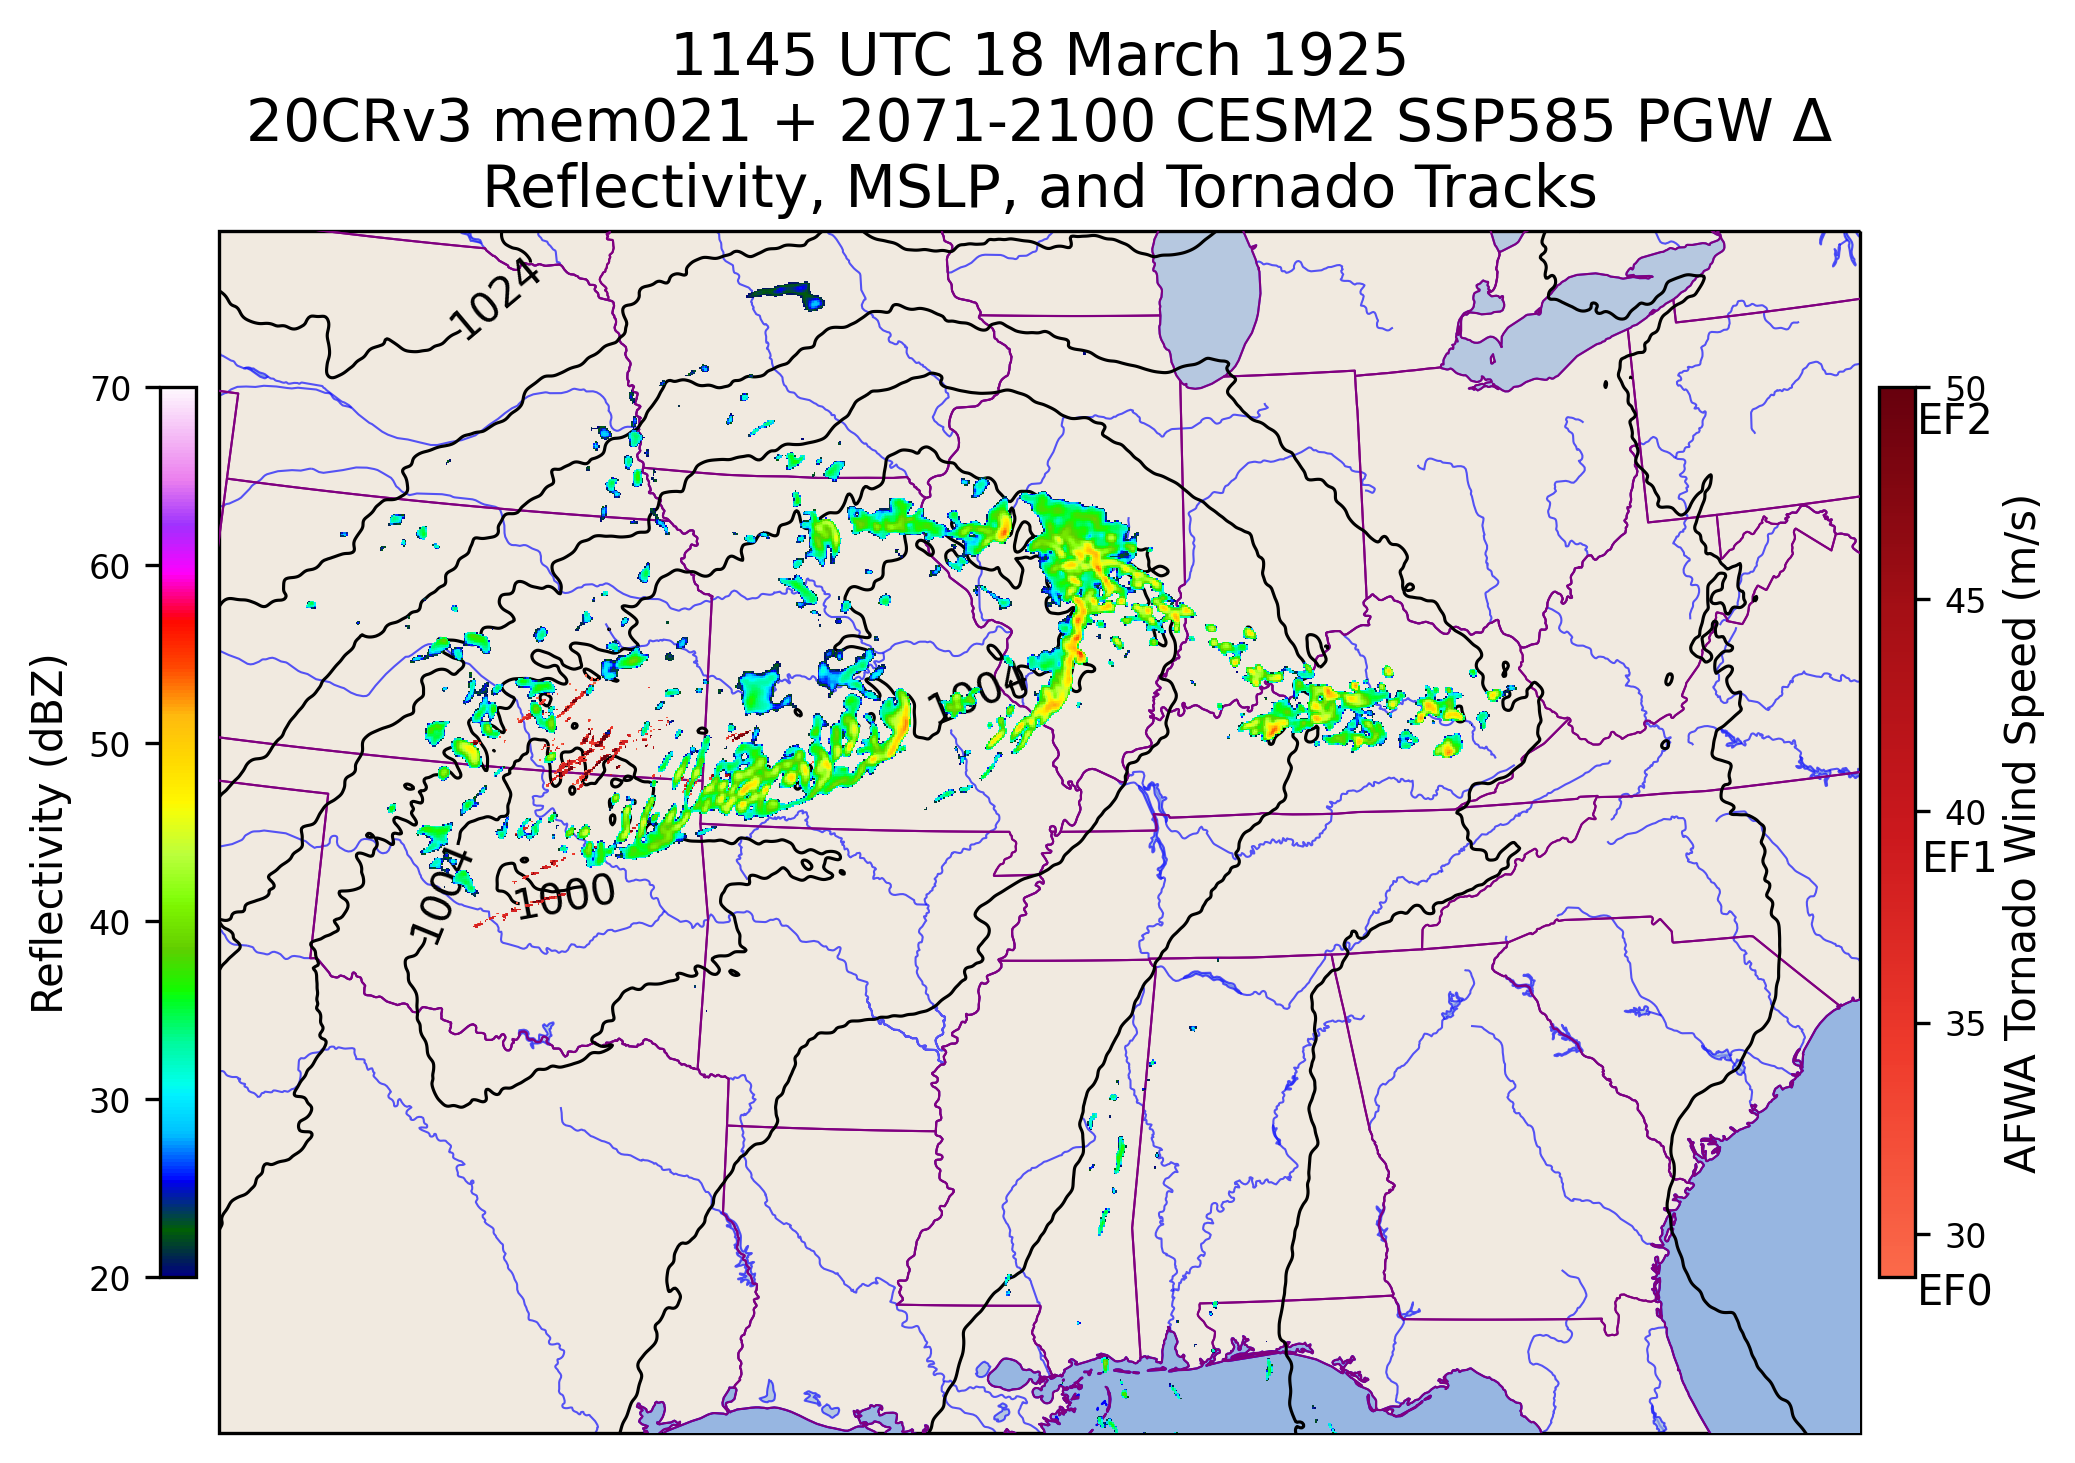 1145 UTC 18 March 1925
20CRv3 mem021 + 2071-2100 CESM2 SSP585 PGW Δ
Reflectivity, MSLP, and Tornado Tracks
70
60
50
40
30
20
Reflectivity (dBZ)
1024
1004
1004
1000
50
EF2
45
40
EF1
35
30
EF0
AFWA Tornado Wind Speed (m/s)